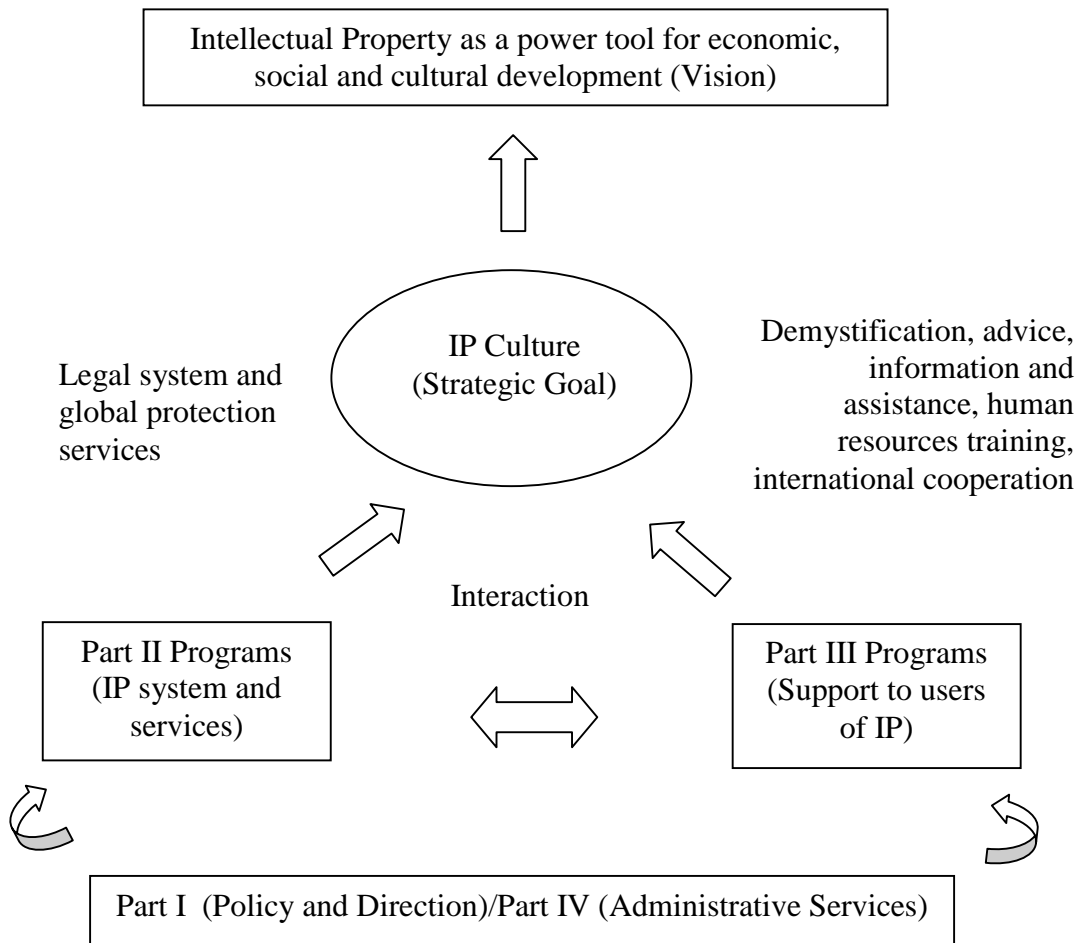 Intellectual Property as a power tool for economic,
social and cultural development (Vision)
IP Culture
(Strategic Goal)
Legal system and
global protection
services
Demystification, advice,
information and
assistance, human
resources training,
international cooperation
Interaction
Part II Programs
(IP system and
services)
Part III Programs
(Support to users
of IP)
Part I  (Policy and Direction)/Part IV (Administrative Services)